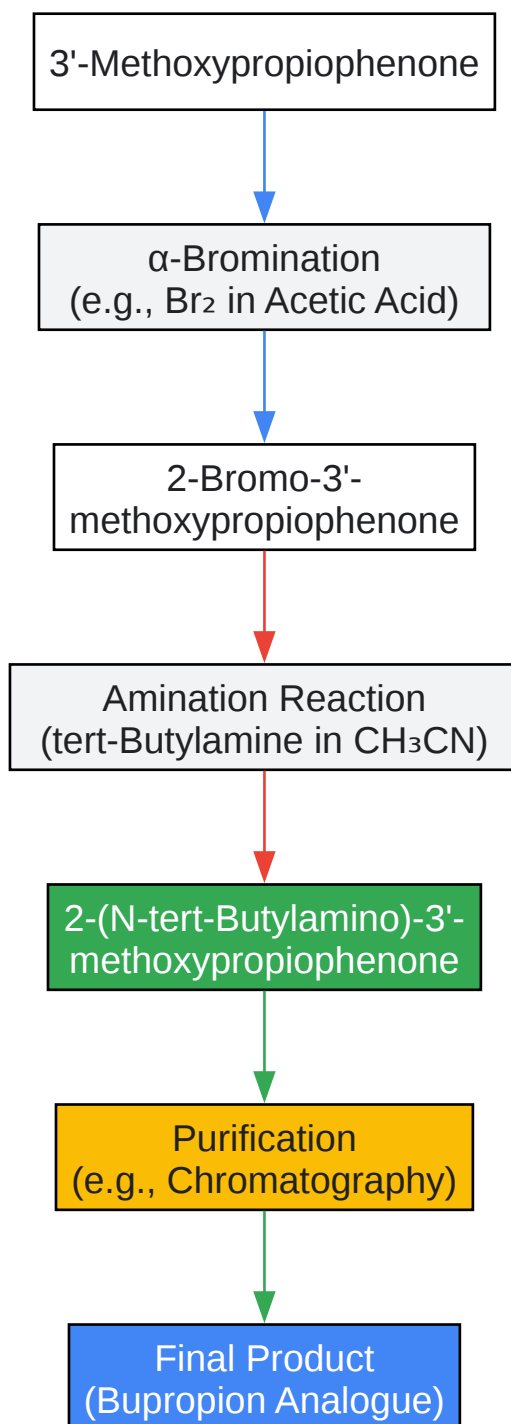 3'-Methoxypropiophenone
α-Bromination
(e.g., Br₂ in Acetic Acid)
2-Bromo-3'-
methoxypropiophenone
Amination Reaction
(tert-Butylamine in CH₃CN)
2-(N-tert-Butylamino)-3'-
methoxypropiophenone
Purification
(e.g., Chromatography)
Final Product
(Bupropion Analogue)